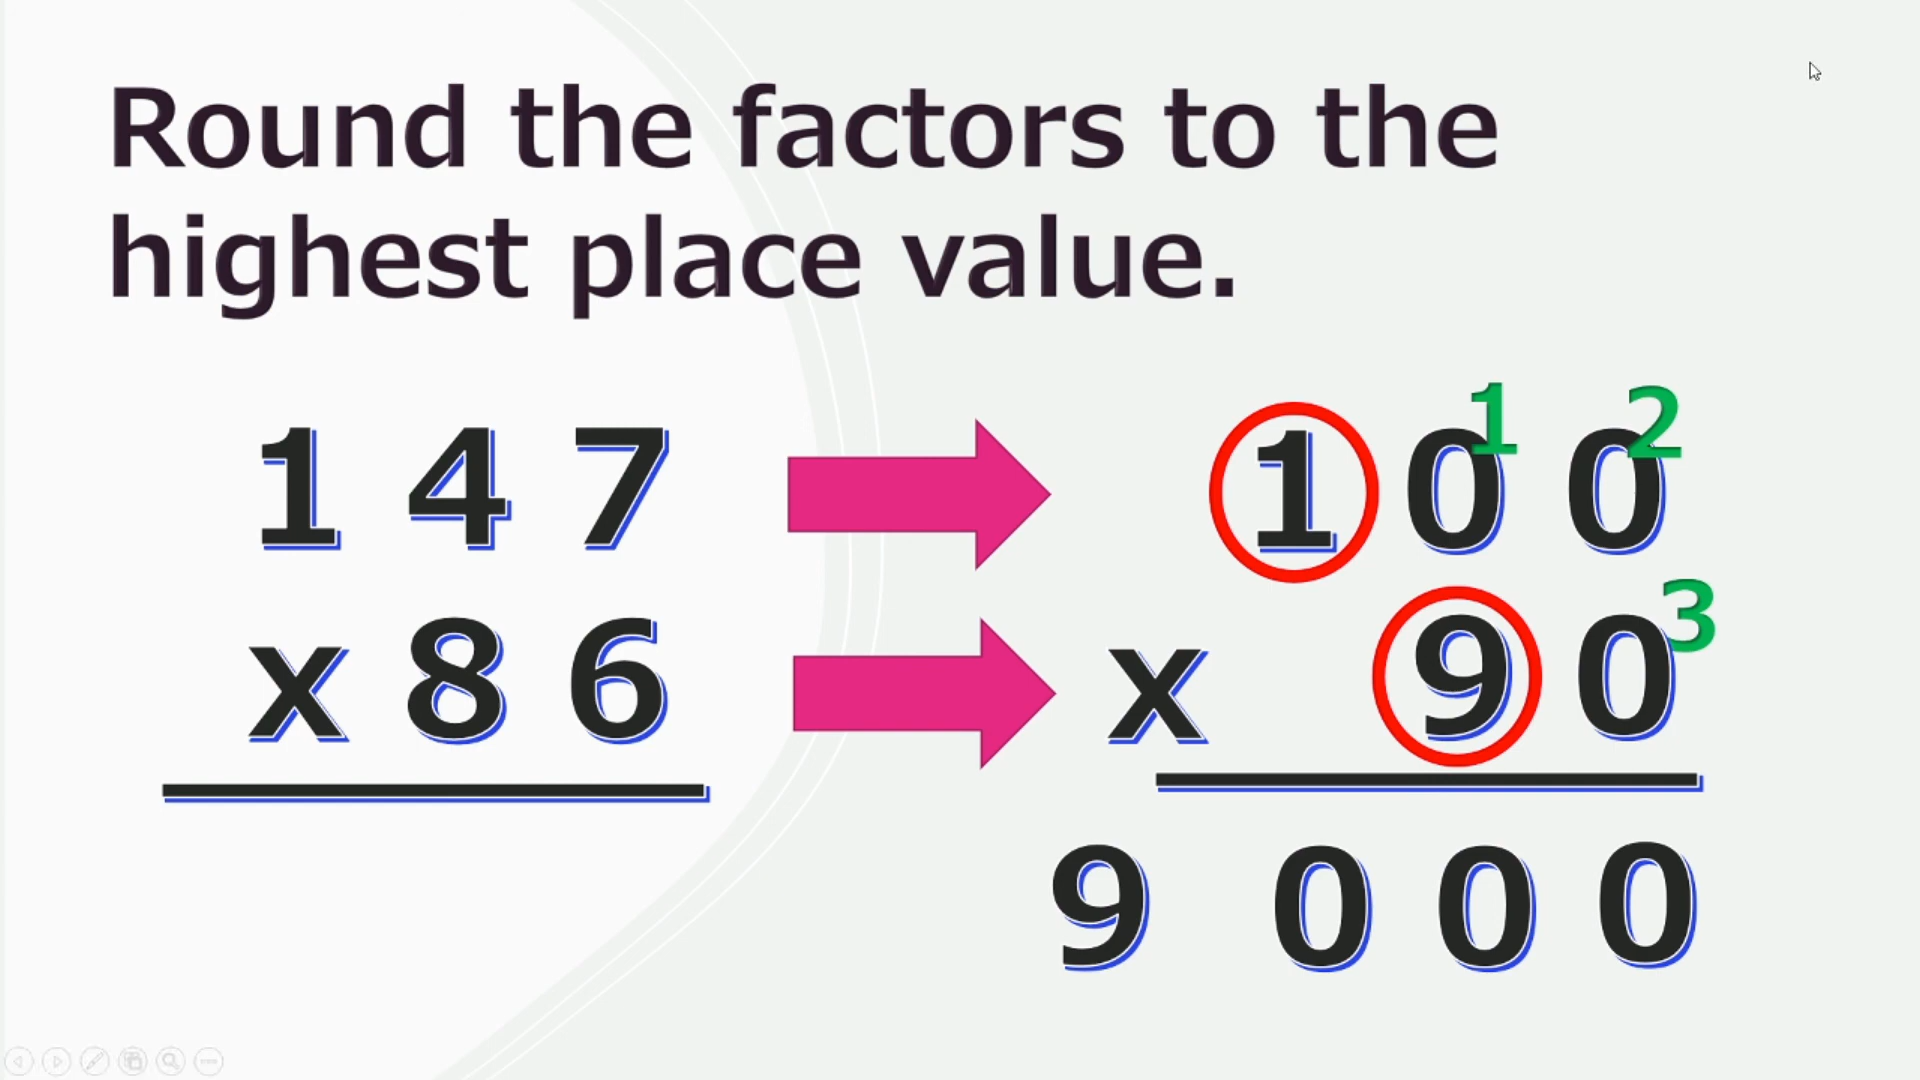 Round the factors to the
highest place value.
1 4 7
x 8 6
1 2
1 0 0
3
x 9 0
9 0 0 0